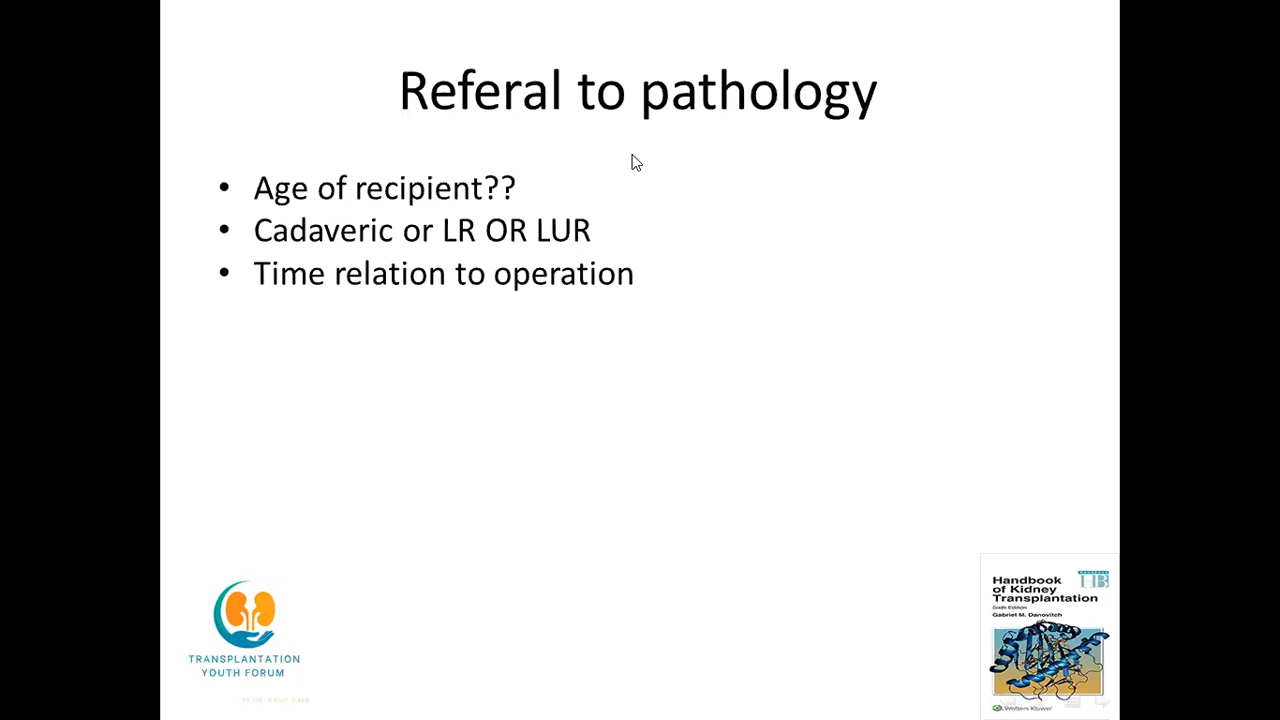 Referal to pathology
• Age of recipient??
• Cadaveric or LR OR LUR
• Time relation to operation
TRANSPLANTATION
YOUTH FORUM
Handbook
of Kidney
Transplantation
Sixth Edition
Gabriel M. Danovitch
Wolters Kluwer